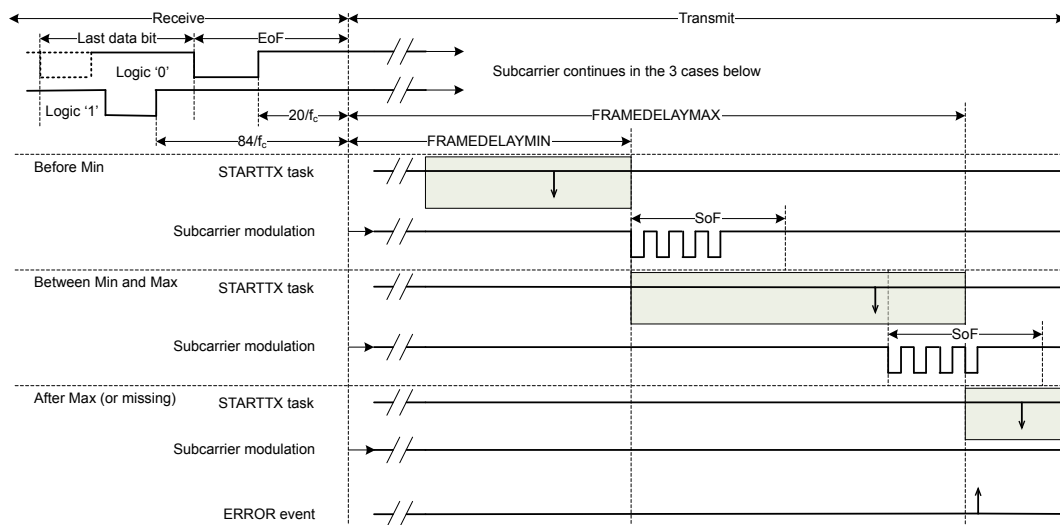 Receive
Transmit
Last data bit
EoF
Logic ‘0’
Subcarrier continues in the 3 cases below
Logic ‘1’
20/fc
FRAMEDELAYMAX
84/fc
FRAMEDELAYMIN
Before Min
STARTTX task
SoF
Subcarrier modulation
Between Min and Max
STARTTX task
SoF
Subcarrier modulation
After Max (or missing)
STARTTX task
Subcarrier modulation
ERROR event